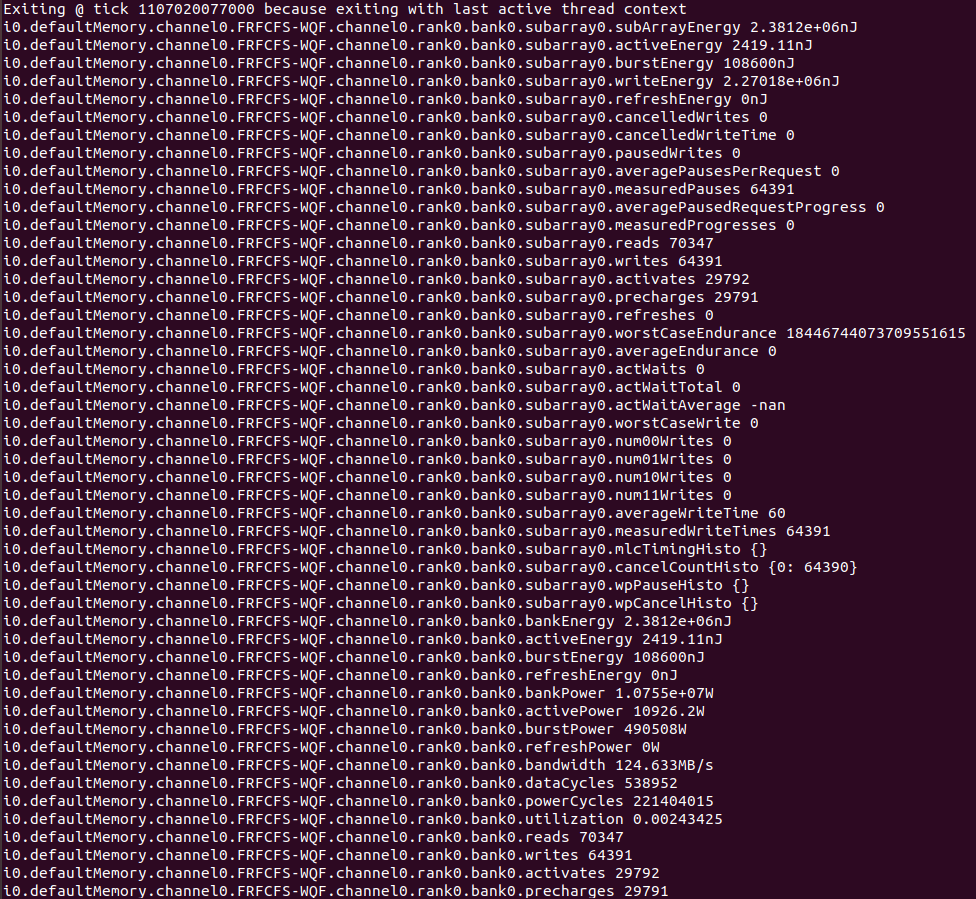 Exiting @ tick 1107020077000 because exiting with last active thread context
i0.defaultMemory.channel0.FRFCFS-WQF.channel0.rank0.bank0.subarray0.subArrayEnergy 2.3812e+06nJ
i0.defaultMemory.channel0.FRFCFS-WQF.channel0.rank0.bank0.subarray0.activeEnergy 2419.11nJ
i0.defaultMemory.channel0.FRFCFS-WQF.channel0.rank0.bank0.subarray0.burstEnergy 108600nJ
i0.defaultMemory.channel0.FRFCFS-WQF.channel0.rank0.bank0.subarray0.writeEnergy 2.27018e+06nJ
i0.defaultMemory.channel0.FRFCFS-WQF.channel0.rank0.bank0.subarray0.refreshEnergy 0nJ
i0.defaultMemory.channel0.FRFCFS-WQF.channel0.rank0.bank0.subarray0.cancelledWrites 0
i0.defaultMemory.channel0.FRFCFS-WQF.channel0.rank0.bank0.subarray0.cancelledWriteTime 0
i0.defaultMemory.channel0.FRFCFS-WQF.channel0.rank0.bank0.subarray0.pausedWrites 0
i0.defaultMemory.channel0.FRFCFS-WQF.channel0.rank0.bank0.subarray0.averagePausesPerRequest 0
i0.defaultMemory.channel0.FRFCFS-WQF.channel0.rank0.bank0.subarray0.measuredPauses 64391
i0.defaultMemory.channel0.FRFCFS-WQF.channel0.rank0.bank0.subarray0.averagePausedRequestProgress 0
i0.defaultMemory.channel0.FRFCFS-WQF.channel0.rank0.bank0.subarray0.measuredProgresses 0
i0.defaultMemory.channel0.FRFCFS-WQF.channel0.rank0.bank0.subarray0.reads 70347
i0.defaultMemory.channel0.FRFCFS-WQF.channel0.rank0.bank0.subarray0.writes 64391
i0.defaultMemory.channel0.FRFCFS-WQF.channel0.rank0.bank0.subarray0.activates 29792
i0.defaultMemory.channel0.FRFCFS-WQF.channel0.rank0.bank0.subarray0.precharges 29791
i0.defaultMemory.channel0.FRFCFS-WQF.channel0.rank0.bank0.subarray0.refreshes 0
i0.defaultMemory.channel0.FRFCFS-WQF.channel0.rank0.bank0.subarray0.worstCaseEndurance 18446744073709551615
i0.defaultMemory.channel0.FRFCFS-WQF.channel0.rank0.bank0.subarray0.averageEndurance 0
i0.defaultMemory.channel0.FRFCFS-WQF.channel0.rank0.bank0.subarray0.actWaits 0
i0.defaultMemory.channel0.FRFCFS-WQF.channel0.rank0.bank0.subarray0.actWaitTotal 0
i0.defaultMemory.channel0.FRFCFS-WQF.channel0.rank0.bank0.subarray0.actWaitAverage -nan
i0.defaultMemory.channel0.FRFCFS-WQF.channel0.rank0.bank0.subarray0.worstCaseWrite 0
i0.defaultMemory.channel0.FRFCFS-WQF.channel0.rank0.bank0.subarray0.num00Writes 0
i0.defaultMemory.channel0.FRFCFS-WQF.channel0.rank0.bank0.subarray0.num01Writes 0
i0.defaultMemory.channel0.FRFCFS-WQF.channel0.rank0.bank0.subarray0.num10Writes 0
i0.defaultMemory.channel0.FRFCFS-WQF.channel0.rank0.bank0.subarray0.num11Writes 0
i0.defaultMemory.channel0.FRFCFS-WQF.channel0.rank0.bank0.subarray0.averageWriteTime 60
i0.defaultMemory.channel0.FRFCFS-WQF.channel0.rank0.bank0.subarray0.measuredWriteTimes 64391
i0.defaultMemory.channel0.FRFCFS-WQF.channel0.rank0.bank0.subarray0.mlcTimingHisto {}
i0.defaultMemory.channel0.FRFCFS-WQF.channel0.rank0.bank0.subarray0.cancelCountHisto {0: 64390}
i0.defaultMemory.channel0.FRFCFS-WQF.channel0.rank0.bank0.subarray0.wpPauseHisto {}
i0.defaultMemory.channel0.FRFCFS-WQF.channel0.rank0.bank0.subarray0.wpCancelHisto {}
i0.defaultMemory.channel0.FRFCFS-WQF.channel0.rank0.bank0.bankEnergy 2.3812e+06nJ
i0.defaultMemory.channel0.FRFCFS-WQF.channel0.rank0.bank0.activeEnergy 2419.11nJ
i0.defaultMemory.channel0.FRFCFS-WQF.channel0.rank0.bank0.burstEnergy 108600nJ
i0.defaultMemory.channel0.FRFCFS-WQF.channel0.rank0.bank0.refreshEnergy 0nJ
i0.defaultMemory.channel0.FRFCFS-WQF.channel0.rank0.bank0.bankPower 1.0755e+07W
i0.defaultMemory.channel0.FRFCFS-WQF.channel0.rank0.bank0.activePower 10926.2W
i0.defaultMemory.channel0.FRFCFS-WQF.channel0.rank0.bank0.burstPower 490508W
i0.defaultMemory.channel0.FRFCFS-WQF.channel0.rank0.bank0.refreshPower 0W
i0.defaultMemory.channel0.FRFCFS-WQF.channel0.rank0.bank0.bandwidth 124.633MB/s
i0.defaultMemory.channel0.FRFCFS-WQF.channel0.rank0.bank0.dataCycles 538952
i0.defaultMemory.channel0.FRFCFS-WQF.channel0.rank0.bank0.powerCycles 221404015
i0.defaultMemory.channel0.FRFCFS-WQF.channel0.rank0.bank0.utilization 0.00243425
i0.defaultMemory.channel0.FRFCFS-WQF.channel0.rank0.bank0.reads 70347
i0.defaultMemory.channel0.FRFCFS-WQF.channel0.rank0.bank0.writes 64391
i0.defaultMemory.channel0.FRFCFS-WQF.channel0.rank0.bank0.activates 29792
i0.defaultMemory.channel0.FRFCFS-WQF.channel0.rank0.bank0.precharges 29791